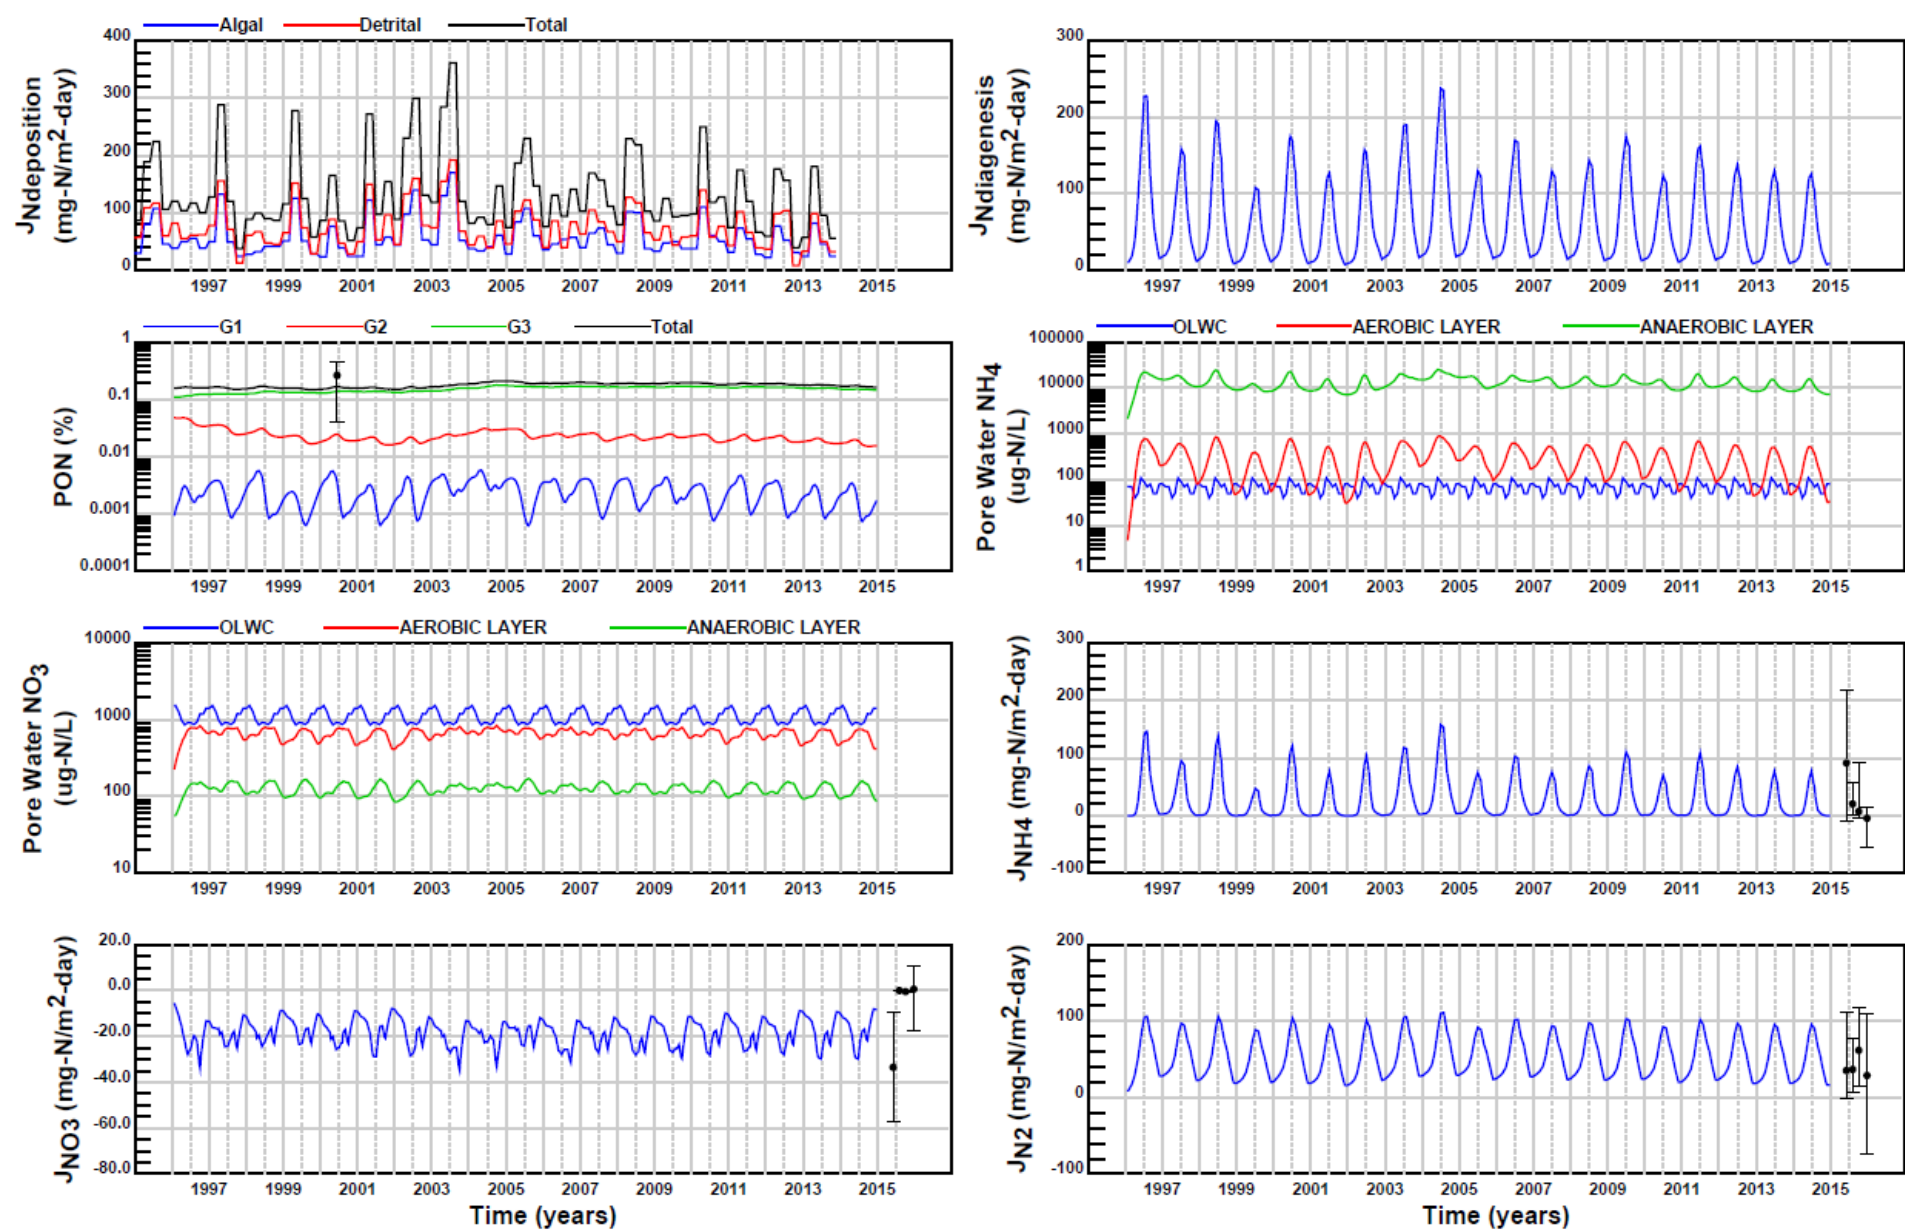 Algal Detrital Total
JNdeposition
(mg-N/m2-day)
400
300
200
100
0
1997 1999 2001 2003 2005 2007 2009 2011 2013 2015
JNdiagenesis
(mg-N/m2-day)
300
200
100
0
1997 1999 2001 2003 2005 2007 2009 2011 2013 2015
G1 G2 G3 Total
PON (%)
1
0.1
0.01
0.001
0.0001
1997 1999 2001 2003 2005 2007 2009 2011 2013 2015
OLWC AEROBIC LAYER ANAEROBIC LAYER
Pore Water NH4
(ug-N/L)
100000
10000
1000
100
10
1
1997 1999 2001 2003 2005 2007 2009 2011 2013 2015
OLWC AEROBIC LAYER ANAEROBIC LAYER
Pore Water NO3
(ug-N/L)
10000
1000
100
10
1997 1999 2001 2003 2005 2007 2009 2011 2013 2015
JNH4 (mg-N/m2-day)
300
200
100
0
-100
1997 1999 2001 2003 2005 2007 2009 2011 2013 2015
JNO3 (mg-N/m2-day)
20.0
0.0
-20.0
-40.0
-60.0
-80.0
1997 1999 2001 2003 2005 2007 2009 2011 2013 2015
Time (years)
JN2 (mg-N/m2-day)
200
100
0
-100
1997 1999 2001 2003 2005 2007 2009 2011 2013 2015
Time (years)